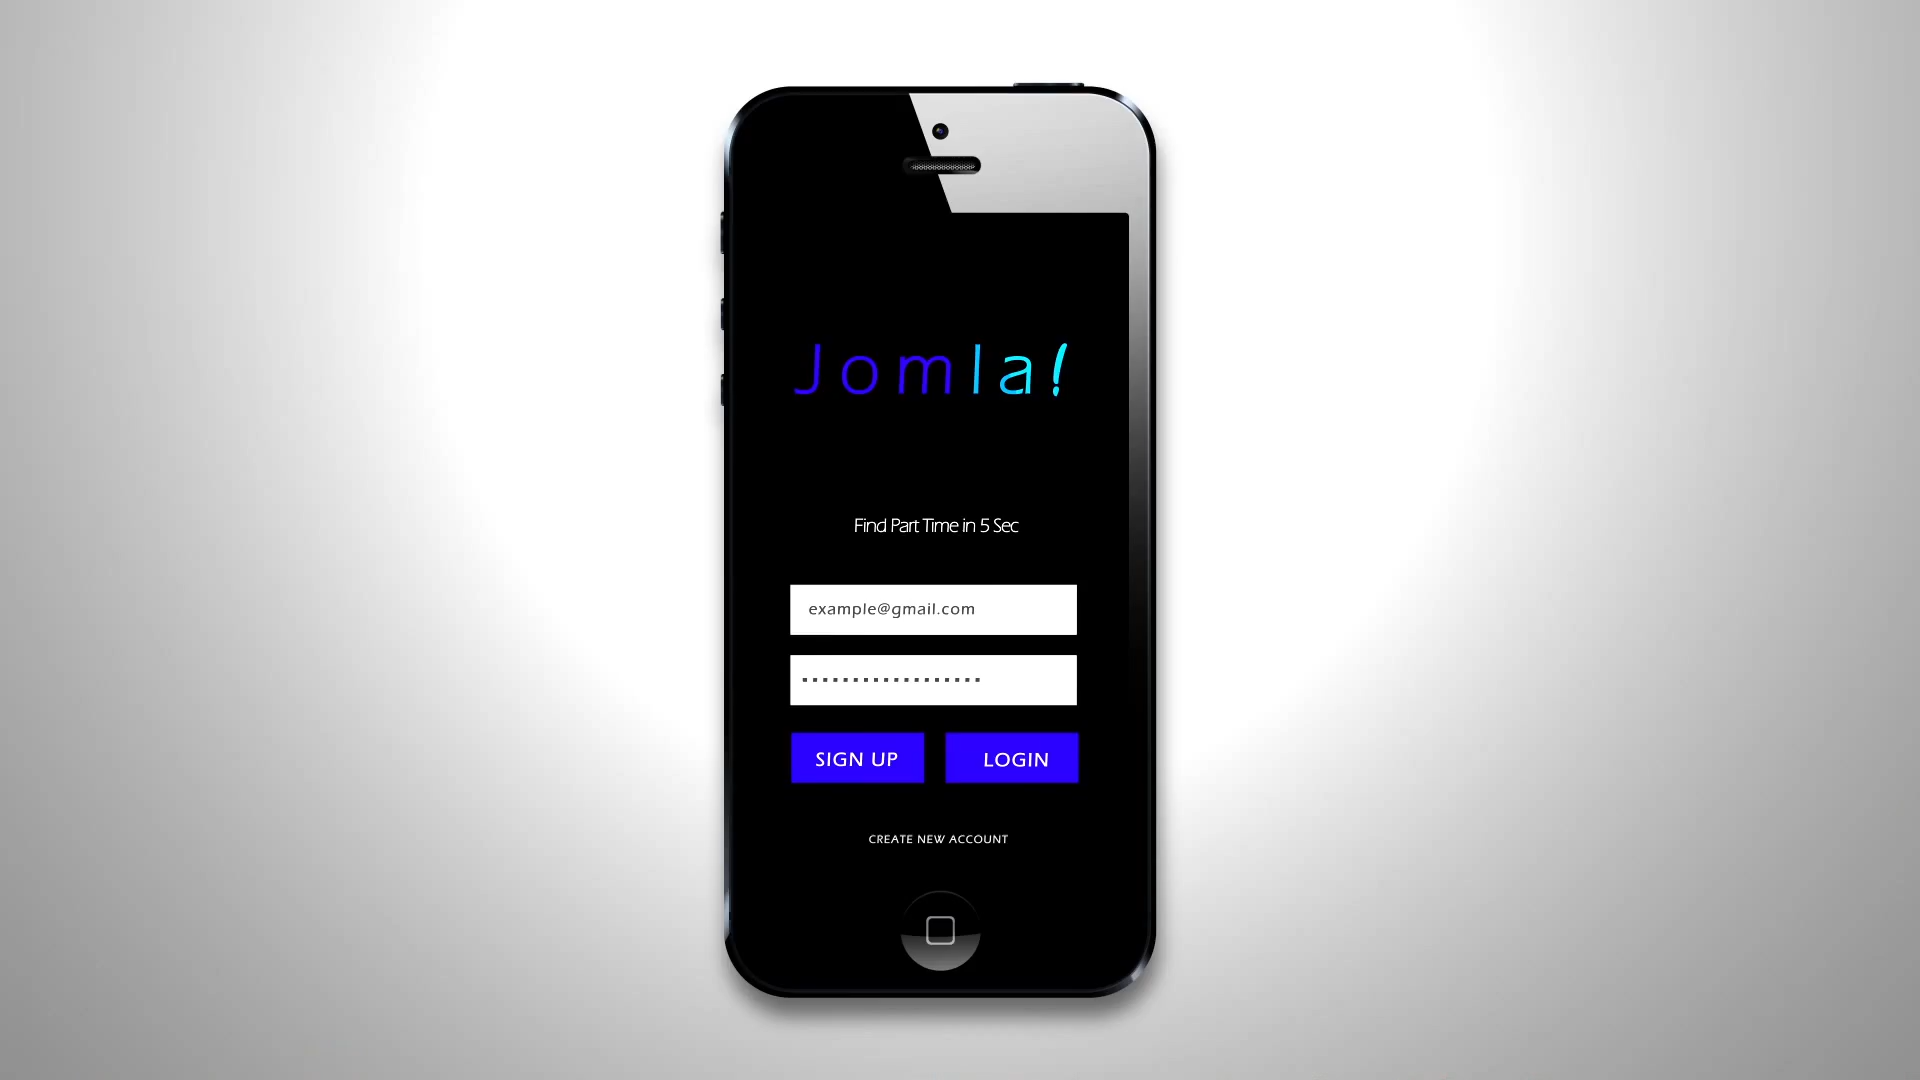 Jomla!
Find Part Time in 5 Sec
example@gmail.com
SIGN UP LOGIN
CREATE NEW ACCOUNT